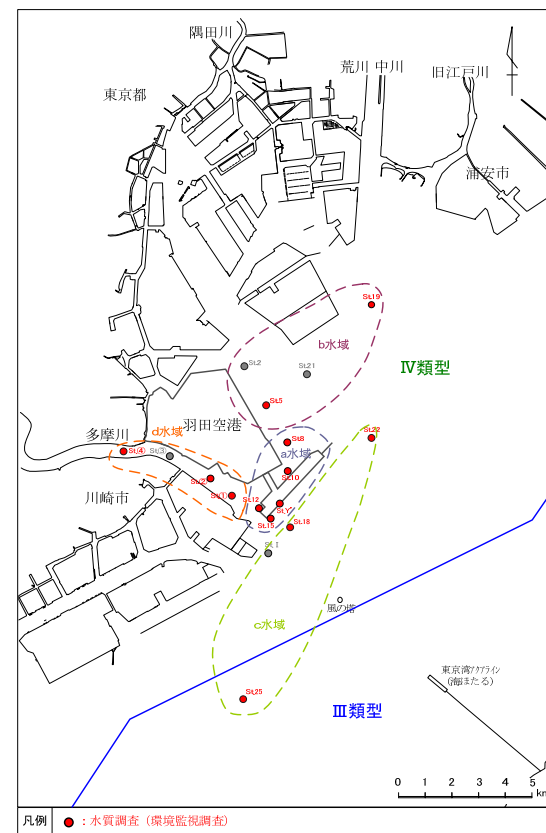 隅田川
荒川 中川
旧江戸川
東京都
浦安市
St.19
b水域
St.2
St.21
Ⅳ類型
St.5
多摩川
d水域
羽田空港
St.8
St.22
St.(4)
St.(3)
a水域
St.(2)
St.10
川崎市
St.(1)
St.12
St.Y
St.15
St.18
St.I
風の塔
c水域
東京湾アクアライン
(海ほたる)
St.25
Ⅲ類型
0 1 2 3 4 5
km
凡例 ：水質調査（環境監視調査）